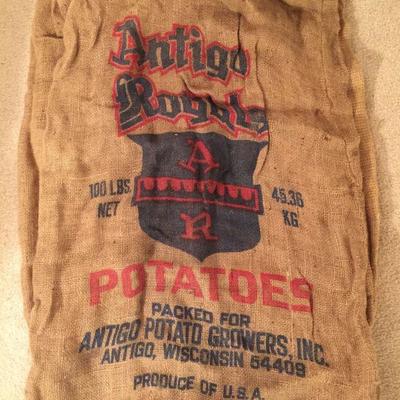 Antigo
Royals
A
100 LBS. 45.36
NET KG.
R
POTATOES
PACKED FOR
ANTIGO POTATO GROWERS, INC.
ANTIGO, WISCONSIN 54409
PRODUCE OF U.S.A.